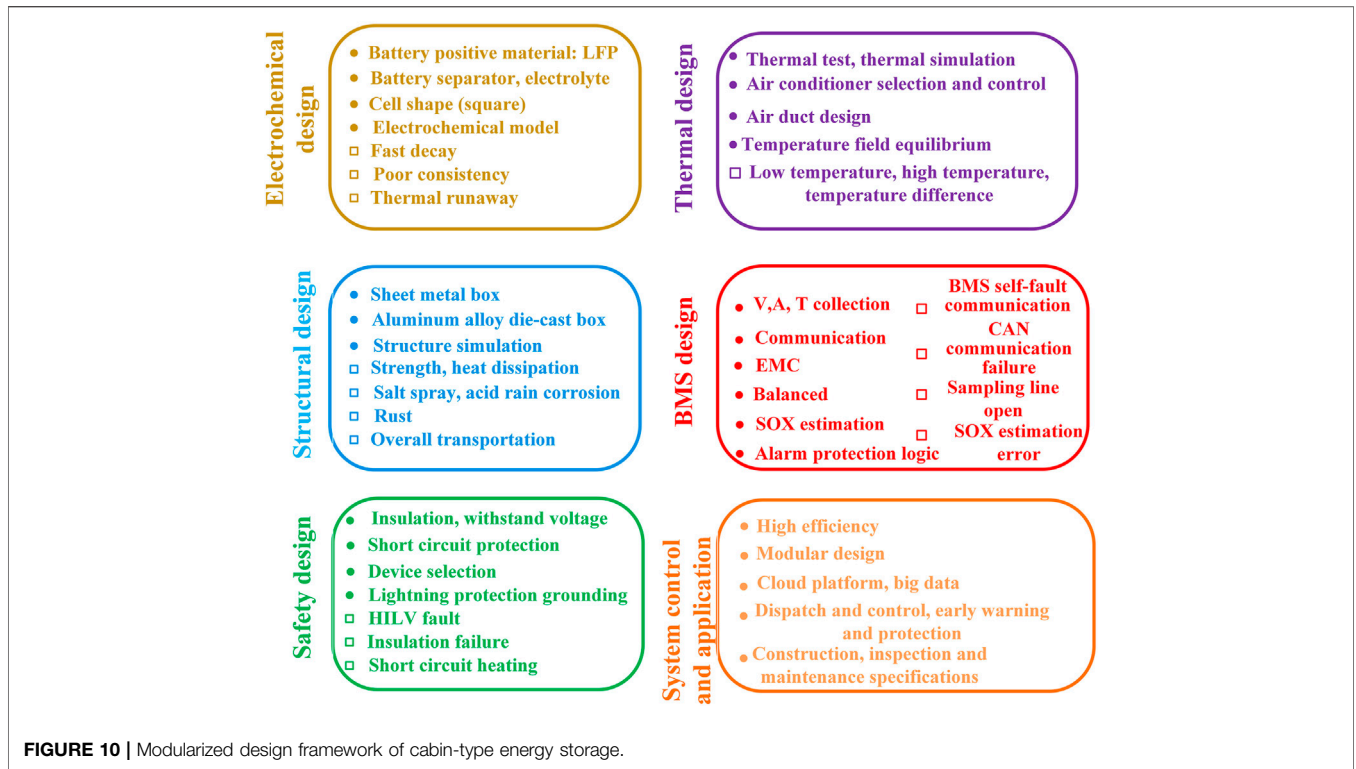 Electrochemical
design
● Battery positive material: LFP
● Battery separator, electrolyte
● Cell shape (square)
● Electrochemical model
□ Fast decay
□ Poor consistency
□ Thermal runaway
Thermal design
● Thermal test, thermal simulation
● Air conditioner selection and control
● Air duct design
● Temperature field equilibrium
□ Low temperature, high temperature,
temperature difference
Structural design
● Sheet metal box
● Aluminum alloy die-cast box
● Structure simulation
□ Strength, heat dissipation
□ Salt spray, acid rain corrosion
□ Rust
□ Overall transportation
BMS design
● V,A, T collection
● Communication
● EMC
● Balanced
● SOX estimation
● Alarm protection logic
BMS self-fault
□ communication
CAN
□ communication
failure
□ Sampling line
open
□ SOX estimation
error
Safety design
● Insulation, withstand voltage
● Short circuit protection
● Device selection
● Lightning protection grounding
□ HILV fault
□ Insulation failure
□ Short circuit heating
System control
and application
● High efficiency
● Modular design
● Cloud platform, big data
● Dispatch and control, early warning
and protection
● Construction, inspection and
maintenance specifications
FIGURE 10 | Modularized design framework of cabin-type energy storage.